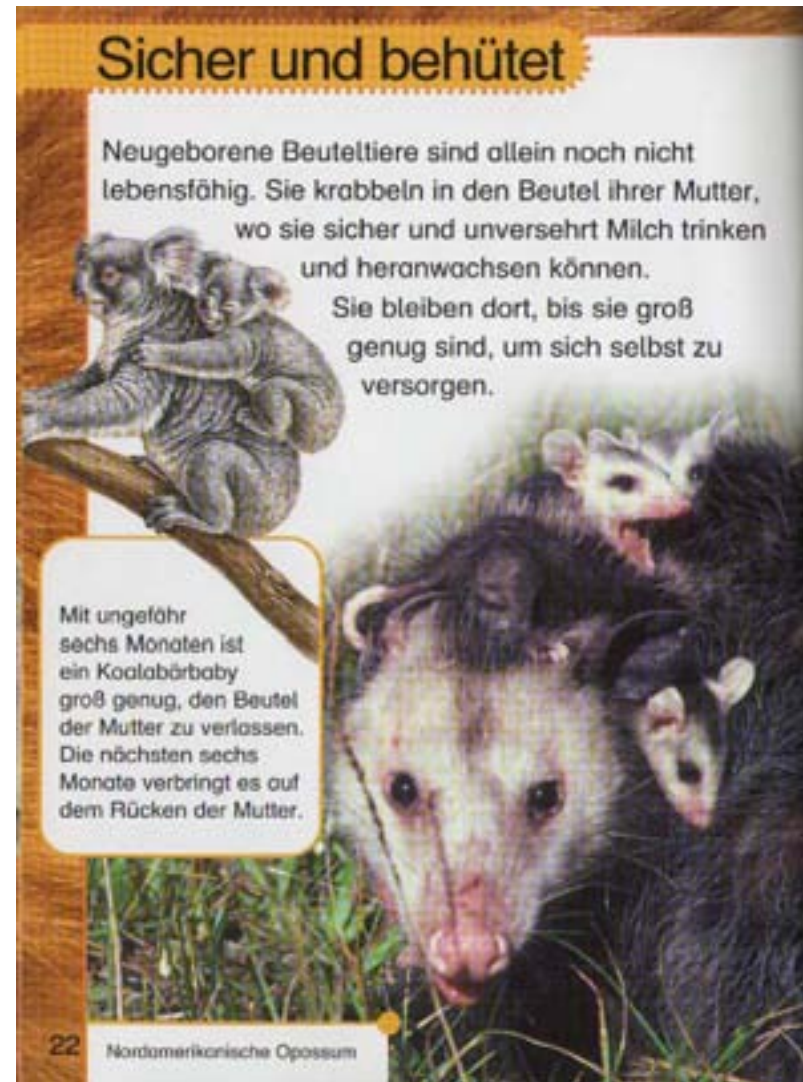 Sicher und behütet
Neugeborene Beuteltiere sind allein noch nicht
lebensfähig. Sie krabbeln in den Beutel ihrer Mutter,
wo sie sicher und unversehrt Milch trinken
und heranwachsen können.
Sie bleiben dort, bis sie groß
genug sind, um sich selbst zu
versorgen.
Mit ungefähr
sechs Monaten ist
ein Koalabärbaby
groß genug, den Beutel
der Mutter zu verlassen.
Die nächsten sechs
Monate verbringt es auf
dem Rücken der Mutter.
22
Nordamerikanische Opossum